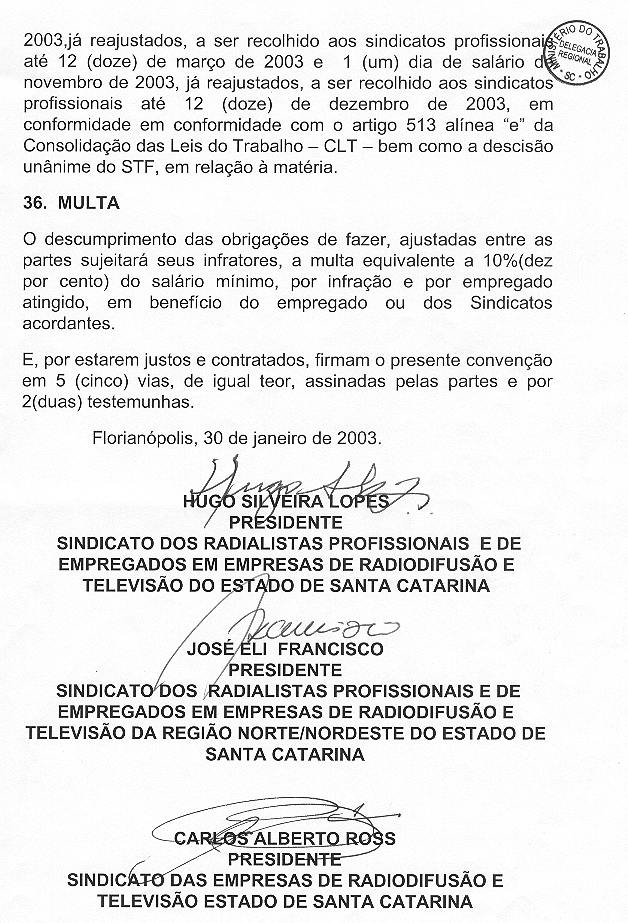 2003,já reajustados, a ser recolhido aos sindicatos profissionais
até 12 (doze) de março de 2003 e 1 (um) dia de salário de
novembro de 2003, já reajustados, a ser recolhido aos sindicatos
profissionais até 12 (doze) de dezembro de 2003, em
conformidade em conformidade com o artigo 513 alínea “e” da
Consolidação das Leis do Trabalho – CLT – bem como a descisão
unânime do STF, em relação à matéria.
MINISTÉRIO DO TRABALHO
DELEGACIA
REGIONAL
- SC -
36. MULTA
O descumprimento das obrigações de fazer, ajustadas entre as
partes sujeitará seus infratores, a multa equivalente a 10%(dez
por cento) do salário mínimo, por infração e por empregado
atingido, em benefício do empregado ou dos Sindicatos
acordantes.
E, por estarem justos e contratados, firmam o presente convenção
em 5 (cinco) vias, de igual teor, assinadas pelas partes e por
2(duas) testemunhas.
Florianópolis, 30 de janeiro de 2003.
HUGO SILVEIRA LOPES
PRESIDENTE
SINDICATO DOS RADIALISTAS PROFISSIONAIS E DE
EMPREGADOS EM EMPRESAS DE RADIODIFUSÃO E
TELEVISÃO DO ESTADO DE SANTA CATARINA
JOSÉ ELI FRANCISCO
PRESIDENTE
SINDICATO DOS RADIALISTAS PROFISSIONAIS E DE
EMPREGADOS EM EMPRESAS DE RADIODIFUSÃO E
TELEVISÃO DA REGIÃO NORTE/NORDESTE DO ESTADO DE
SANTA CATARINA
CARLOS ALBERTO ROSS
PRESIDENTE
SINDICATO DAS EMPRESAS DE RADIODIFUSÃO E
TELEVISÃO ESTADO DE SANTA CATARINA